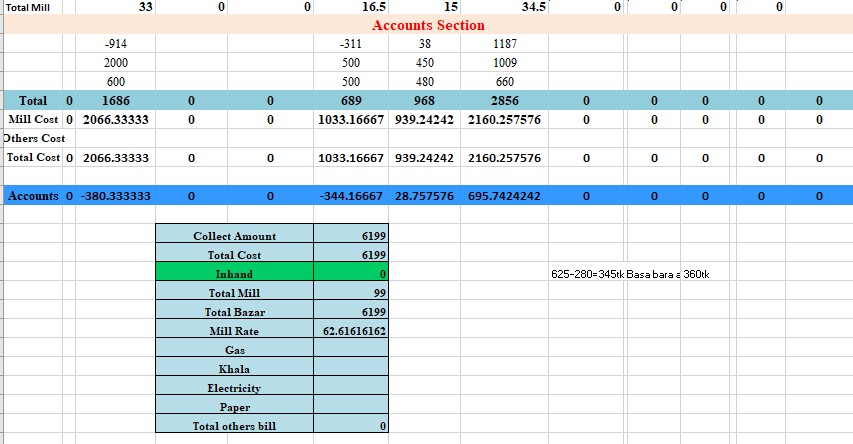 Total Mill 33 0 0 16.5 15 34.5 0 0 0 0
Accounts Section
-914 -311 38 1187
2000 500 450 1009
600 500 480 660
Total 0 1686 0 0 689 968 2856 0 0 0 0 0
Mill Cost 0 2066.33333 1033.16667 939.24242 2160.257576 0 0 0 0 0
Others Cost
Total Cost 0 2066.33333 0 0 1033.16667 939.24242 2160.257576 0 0 0 0 0
Accounts 0 -380.333333 0 0 -344.16667 28.757576 695.7424242 0 0 0 0 0
Collect Amount 6199
Total Cost 6199
Inhand 0 625-280=345tk Basa bara a 360tk
Total Mill 99
Total Bazar 6199
Mill Rate 62.61616162
Gas
Khala
Electricity
Paper
Total others bill 0